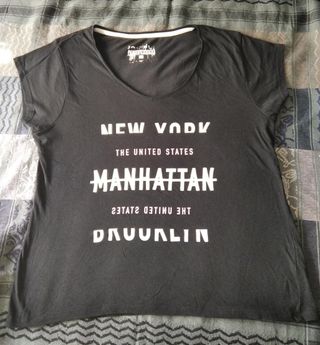 NEW YORK
THE UNITED STATES
MANHATTAN
THE UNITED STATES
BROOKLYN